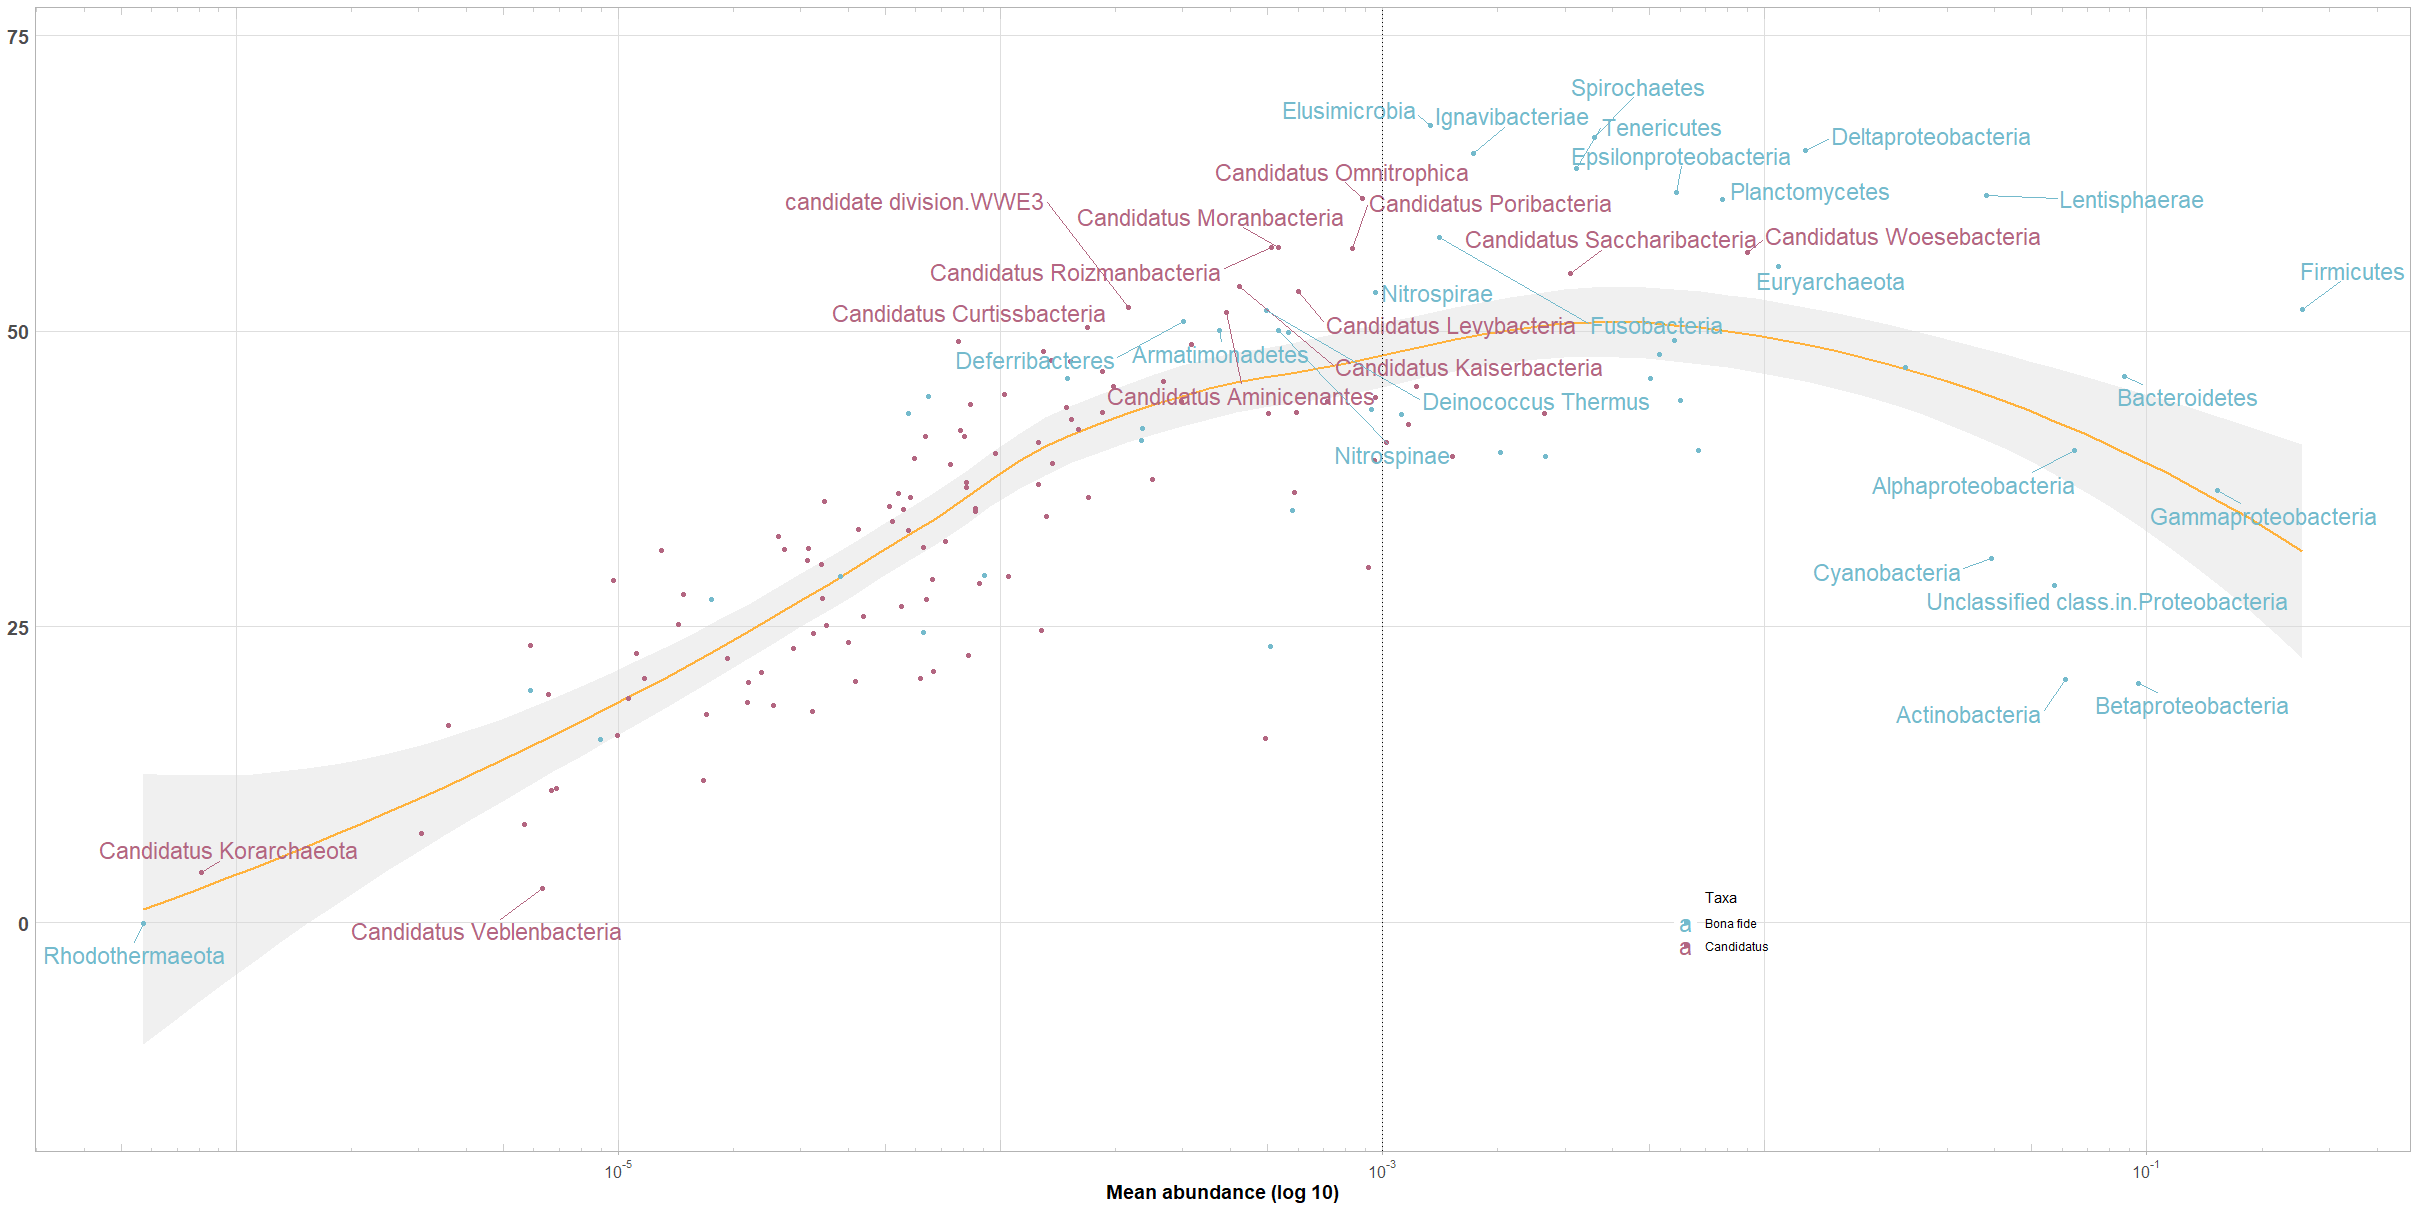 75
Spirochaetes
Elusimicrobia
Ignavibacteriae
Tenericutes
Deltaproteobacteria
Epsilonproteobacteria
Candidatus Omnitrophica
Planctomycetes
candidate division.WWE3
Candidatus Poribacteria
Lentisphaerae
Candidatus Moranbacteria
Candidatus Saccharibacteria
Candidatus Woesebacteria
Candidatus Roizmanbacteria
Firmicutes
Euryarchaeota
Nitrospirae
Candidatus Curtissbacteria
50
Candidatus Levybacteria
Fusobacteria
Deferribacteres
Armatimonadetes
Candidatus Kaiserbacteria
Candidatus Aminicenantes
Deinococcus Thermus
Bacteroidetes
Nitrospinae
Alphaproteobacteria
Gammaproteobacteria
Cyanobacteria
Unclassified class.in.Proteobacteria
25
Betaproteobacteria
Actinobacteria
Candidatus Korarchaeota
Taxa
0
a Bona fide
Candidatus Veblenbacteria
a Candidatus
Rhodothermaeota
10-5
10-3
10-1
Mean abundance (log 10)